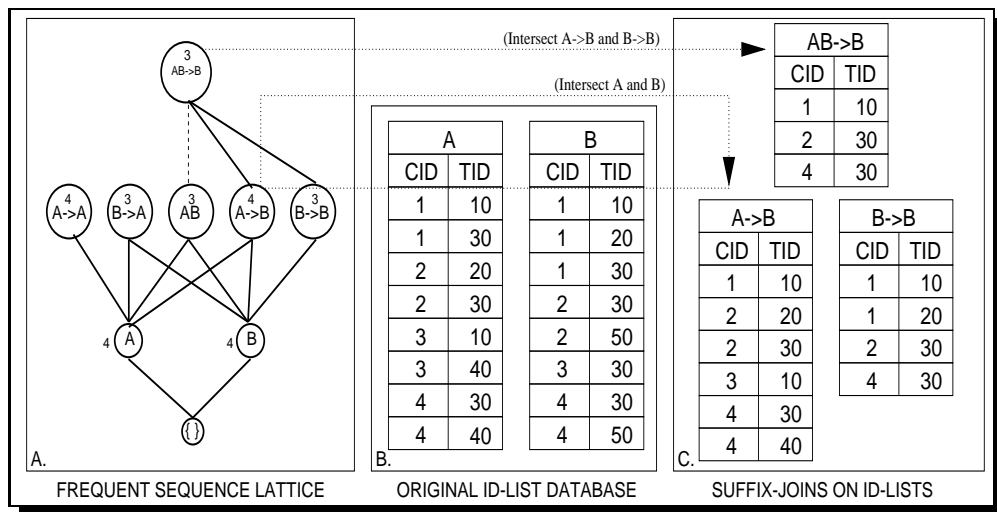 3
AB->B
4
A->A
3
B->A
3
AB
4
A->B
3
B->B
4 A
4 B
{ }
A.
FREQUENT SEQUENCE LATTICE
(Intersect A->B and B->B)
(Intersect A and B)
A
CID TID
1 10
1 30
2 20
2 30
3 10
3 40
4 30
4 40
B
CID TID
1 10
1 20
1 30
2 30
2 50
3 30
4 30
4 50
B.
ORIGINAL ID-LIST DATABASE
AB->B
CID TID
1 10
2 30
4 30
A->B
CID TID
1 10
2 20
2 30
3 10
4 30
4 40
B->B
CID TID
1 10
1 20
2 30
4 30
C.
SUFFIX-JOINS ON ID-LISTS